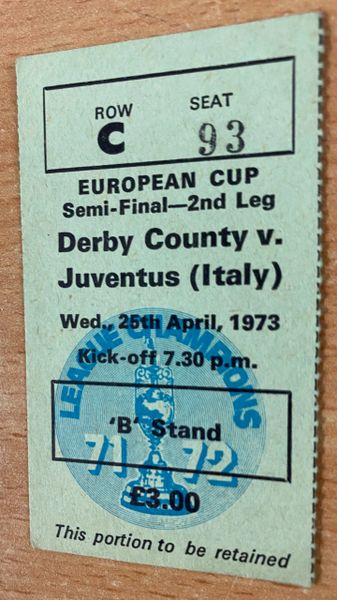 ROW SEAT
C 93
EUROPEAN CUP
Semi-Final—2nd Leg
Derby County v.
Juventus (Italy)
Wed., 25th April, 1973
Kick-off 7.30 p.m.
LEAGUE CHAMPIONS
'B' Stand
71 72
£3.00
This portion to be retained